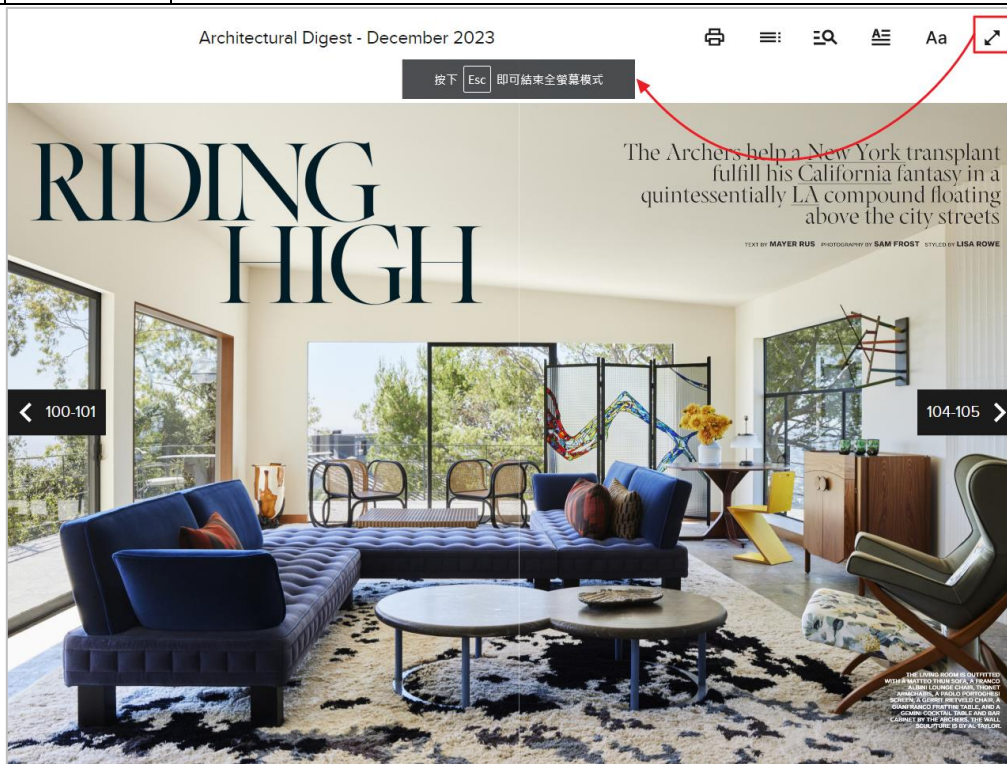 Architectural Digest - December 2023
Aa
按下 Esc 即可結束全螢幕模式
RIDING
HIGH
The Archers help a New York transplant
fulfill his California fantasy in a
quintessentially LA compound floating
above the city streets
TEXT BY MAYER RUS PHOTOGRAPHY BY SAM FROST STYLED BY LISA ROWE
100-101
104-105
THE LIVING ROOM IS OUTFITTED
WITH A MATTEO THUN SOFA, A FRANCO
ALBINI LOUNGE CHAIR, THONET
ARMCHAIRS, A PAOLO PORTOGHESI
SCREEN, A GERRIT RIETVELD CHAIR, A
GIANFRANCO FRATTINI TABLE, AND A
GEMINI COCKTAIL TABLE AND BAR
CABINET BY THE ARCHERS. THE WALL
SCULPTURE IS BY AL TAYLOR.